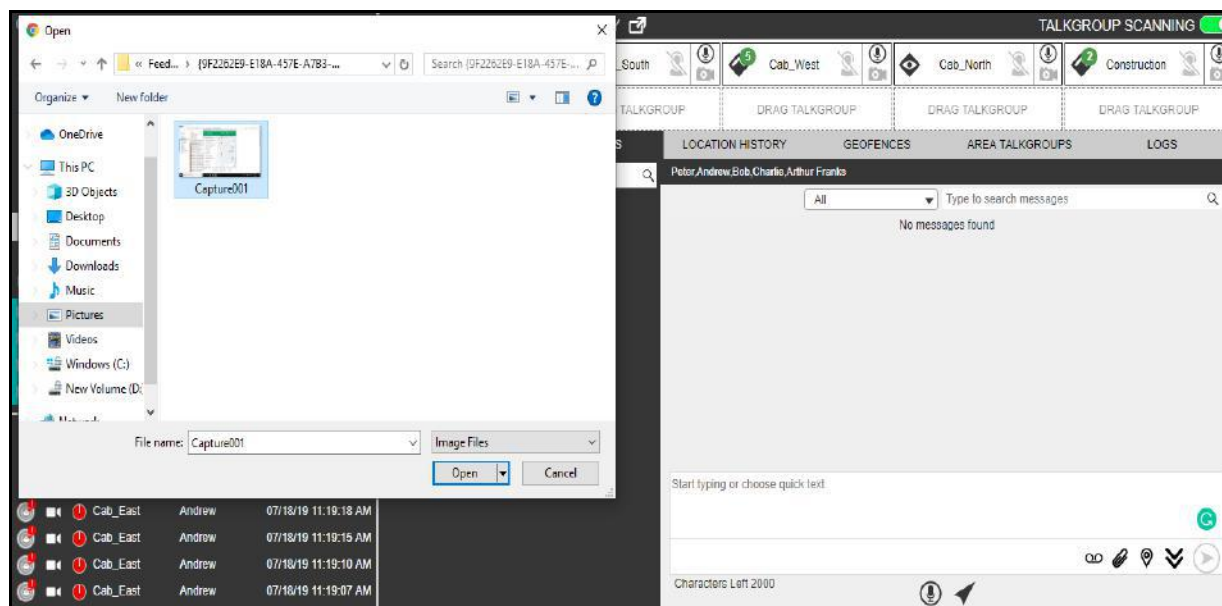 Open
« Feed... > {9F2262E9-E18A-457E-A7B3-...
Search {9F2262E9-E18A-457E-...
Organize
New folder
OneDrive
This PC
3D Objects
Desktop
Documents
Downloads
Music
Pictures
Videos
Windows (C:)
New Volume (D:
Capture001
File name: Capture001
Image Files
Open
Cancel
TALKGROUP SCANNING
_South
5
Cab_West
Cab_North
2
Construction
TALKGROUP
DRAG TALKGROUP
DRAG TALKGROUP
DRAG TALKGROUP
S
LOCATION HISTORY
GEOFENCES
AREA TALKGROUPS
LOGS
Peter,Andrew,Bob,Charlie,Arthur Franks
All
Type to search messages
No messages found
Start typing or choose quick text
Characters Left 2000
Cab_East Andrew 07/18/19 11:19:18 AM
Cab_East Andrew 07/18/19 11:19:15 AM
Cab_East Andrew 07/18/19 11:19:10 AM
Cab_East Andrew 07/18/19 11:19:07 AM